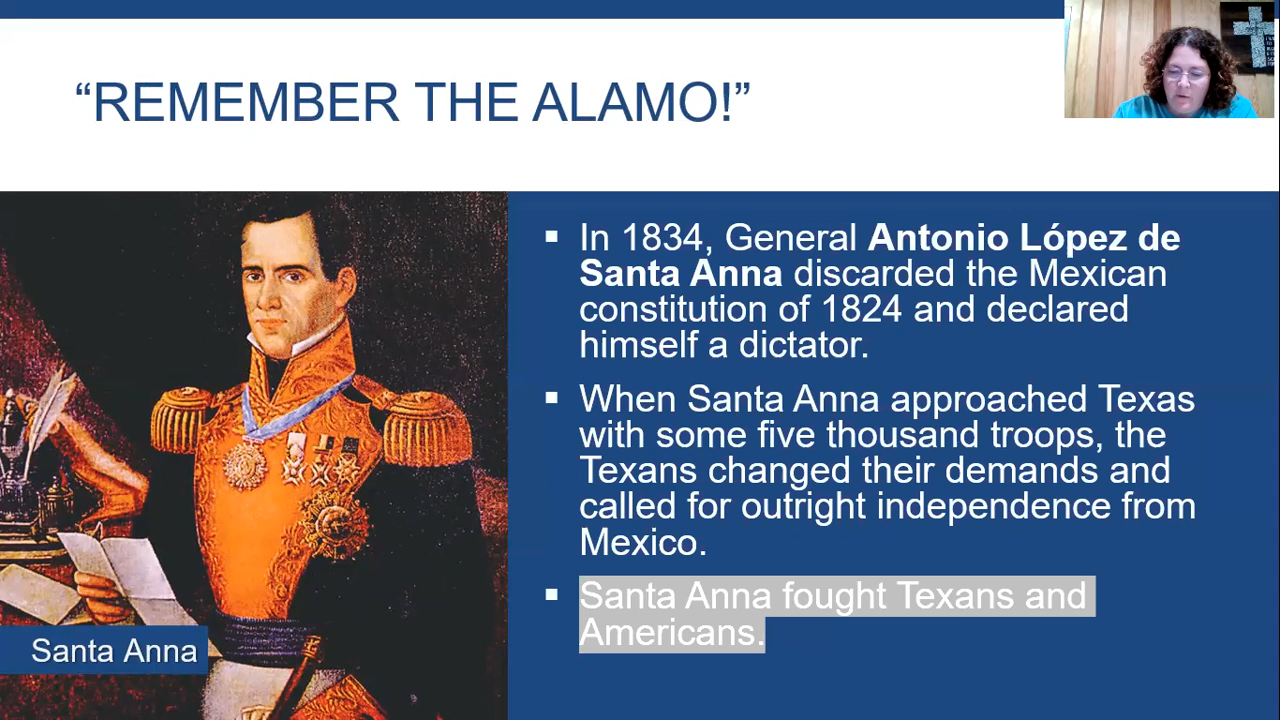 “REMEMBER THE ALAMO!”
▪ In 1834, General Antonio López de
Santa Anna discarded the Mexican
constitution of 1824 and declared
himself a dictator.
▪ When Santa Anna approached Texas
with some five thousand troops, the
Texans changed their demands and
called for outright independence from
Mexico.
▪ Santa Anna fought Texans and
Americans.
Santa Anna